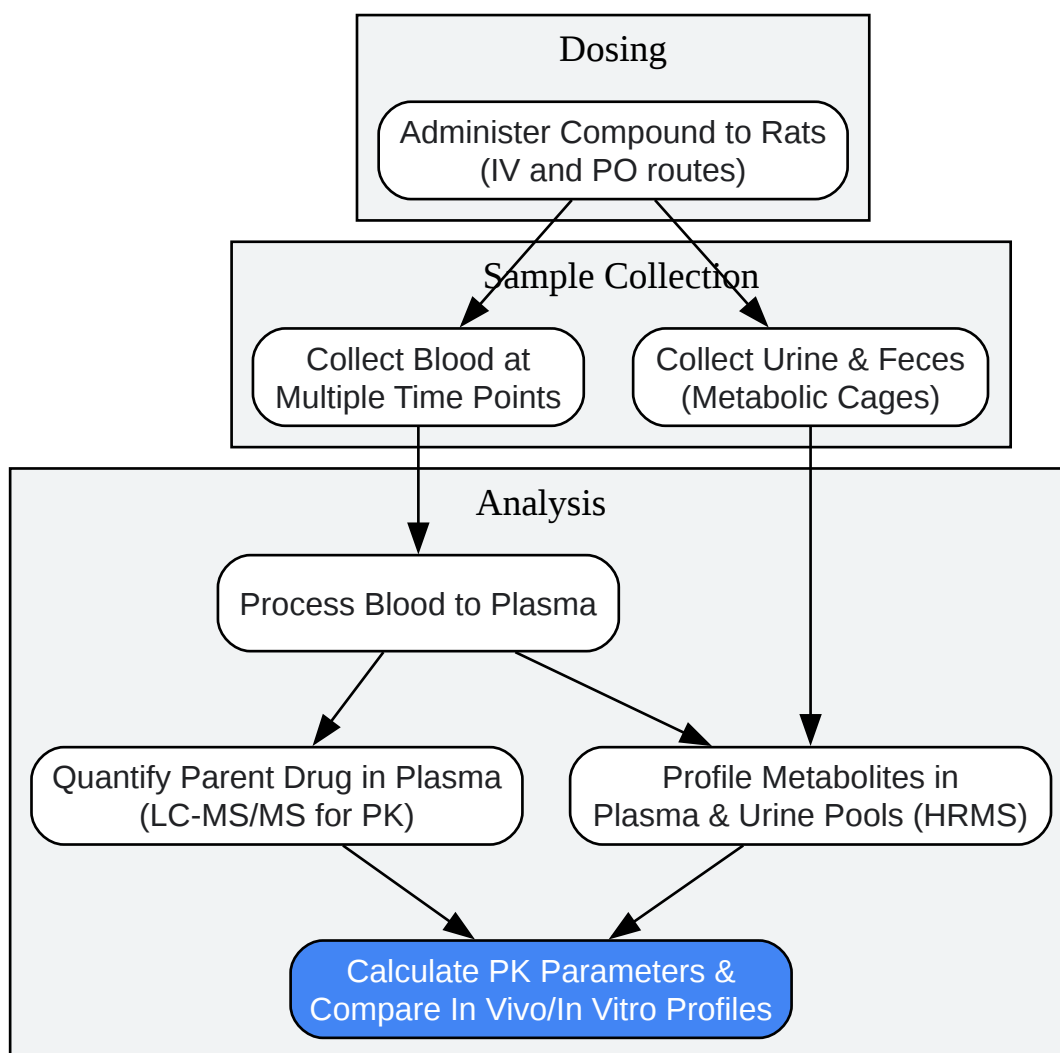 Dosing
Administer Compound to Rats
(IV and PO routes)
Sample Collection
Collect Blood at
Multiple Time Points
Collect Urine & Feces
(Metabolic Cages)
Analysis
Process Blood to Plasma
Quantify Parent Drug in Plasma
(LC-MS/MS for PK)
Profile Metabolites in
Plasma & Urine Pools (HRMS)
Calculate PK Parameters &
Compare In Vivo/In Vitro Profiles